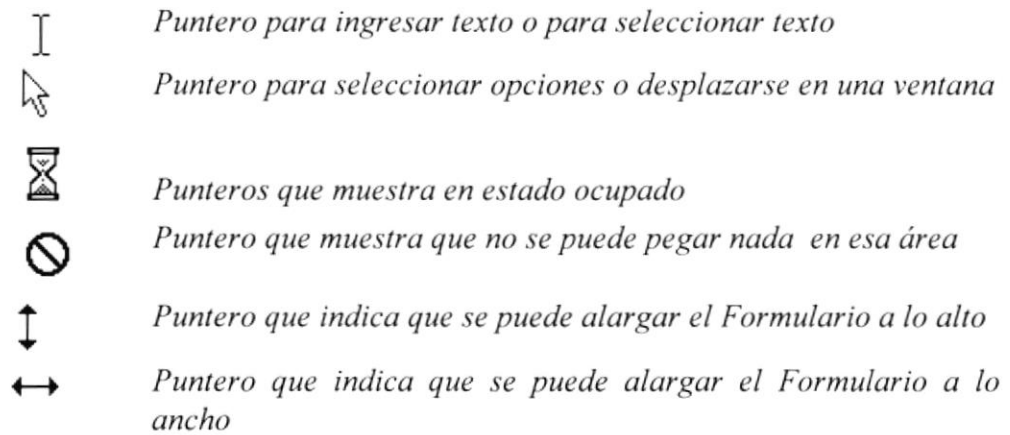 Puntero para ingresar texto o para seleccionar texto
Puntero para seleccionar opciones o desplazarse en una ventana
Punteros que muestra en estado ocupado
Puntero que muestra que no se puede pegar nada en esa área
Puntero que indica que se puede alargar el Formulario a lo alto
Puntero que indica que se puede alargar el Formulario a lo
ancho